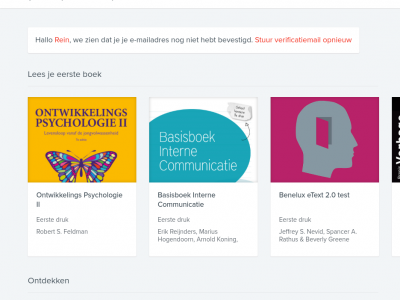 Hallo Rein, we zien dat je je e-mailadres nog niet hebt bevestigd. Stuur verificatiemail opnieuw
Lees je eerste boek
ONTWIKKELINGS
PSYCHOLOGIE II
Levensloop vanaf de jongvolwassenheid
Basisboek
Interne
Communicatie
Ontwikkelings Psychologie
II
Eerste druk
Robert S. Feldman
Basisboek Interne
Communicatie
Eerste druk
Erik Reijnders, Marius
Hogendoorn, Arnold Koning,
Benelux eText 2.0 test
Eerste druk
Jeffrey S. Nevid, Spencer A.
Rathus & Beverly Greene
Ontdekken